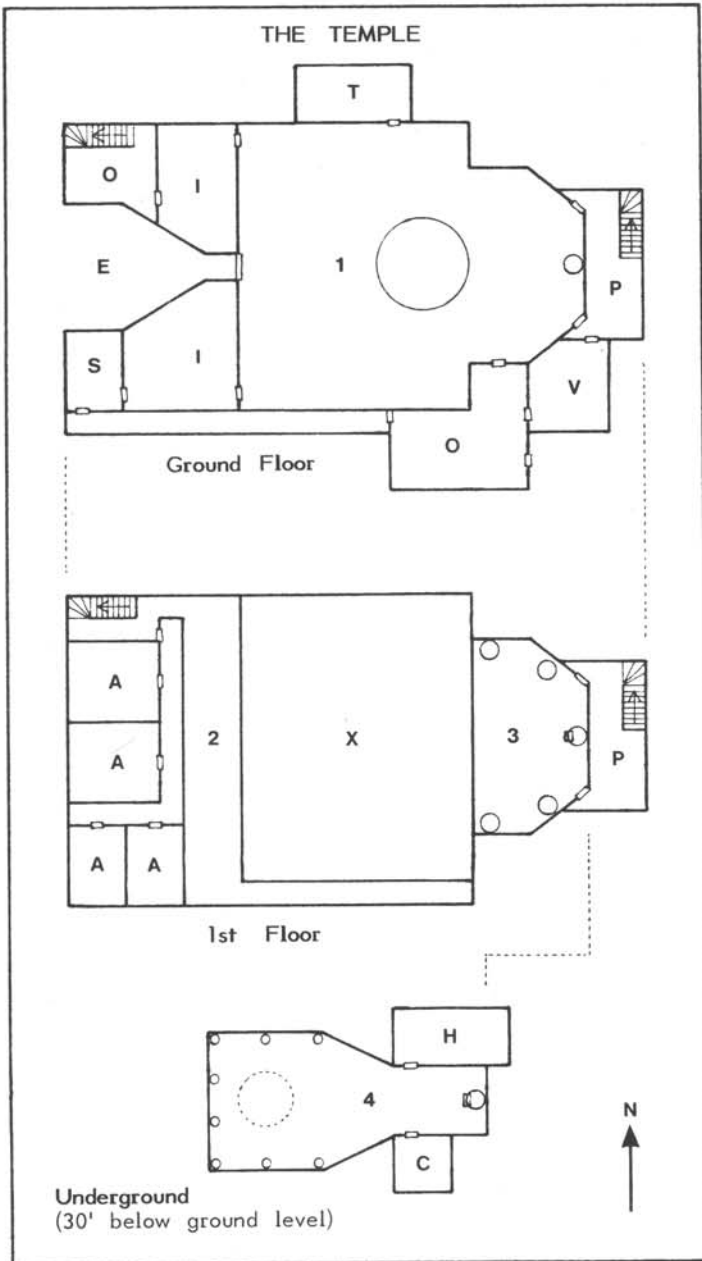 THE TEMPLE
T
O
I
E
1
P
S
I
V
O
Ground Floor
A
2
X
3
P
A
A
A
1st Floor
H
4
N
C
Underground
(30' below ground level)